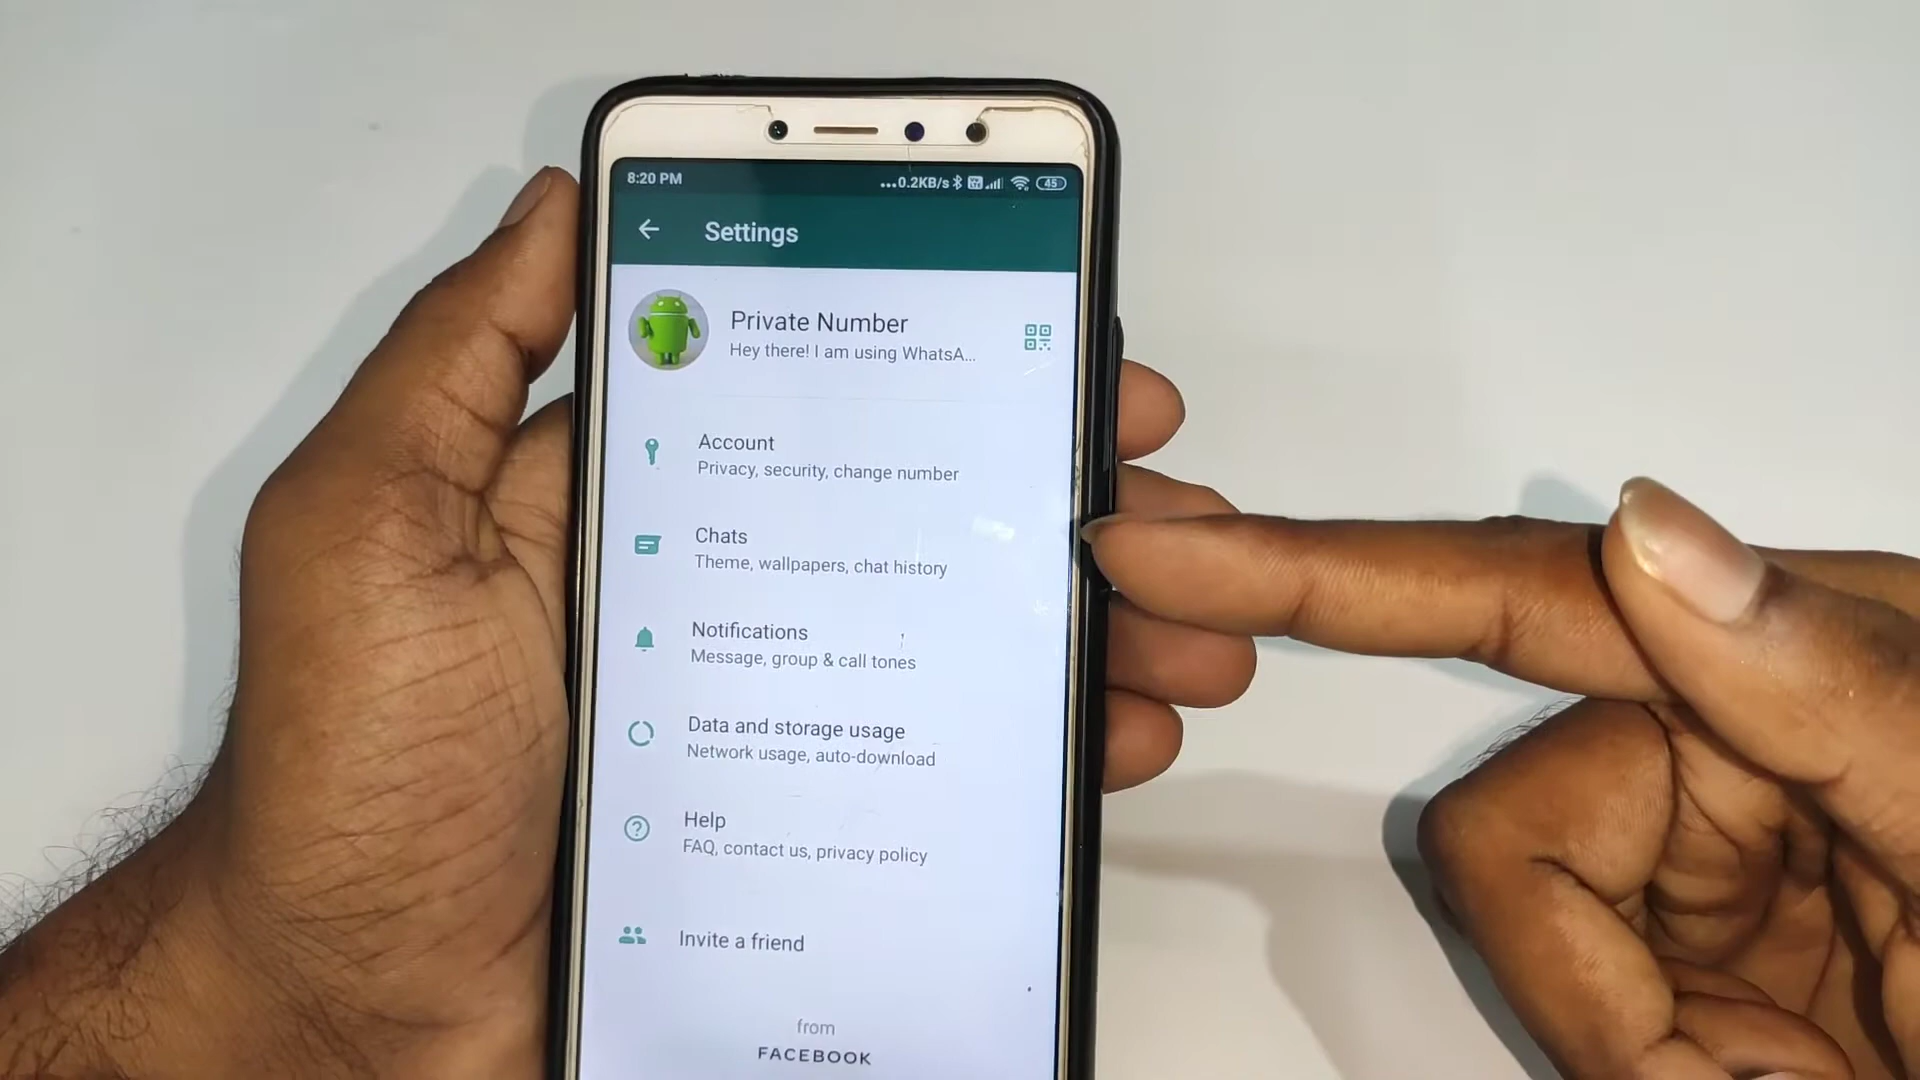 8:20 PM
...0.2KB/s 45
Settings
Private Number
Hey there! I am using WhatsA...
Account
Privacy, security, change number
Chats
Theme, wallpapers, chat history
Notifications
Message, group & call tones
Data and storage usage
Network usage, auto-download
Help
FAQ, contact us, privacy policy
Invite a friend
from
FACEBOOK